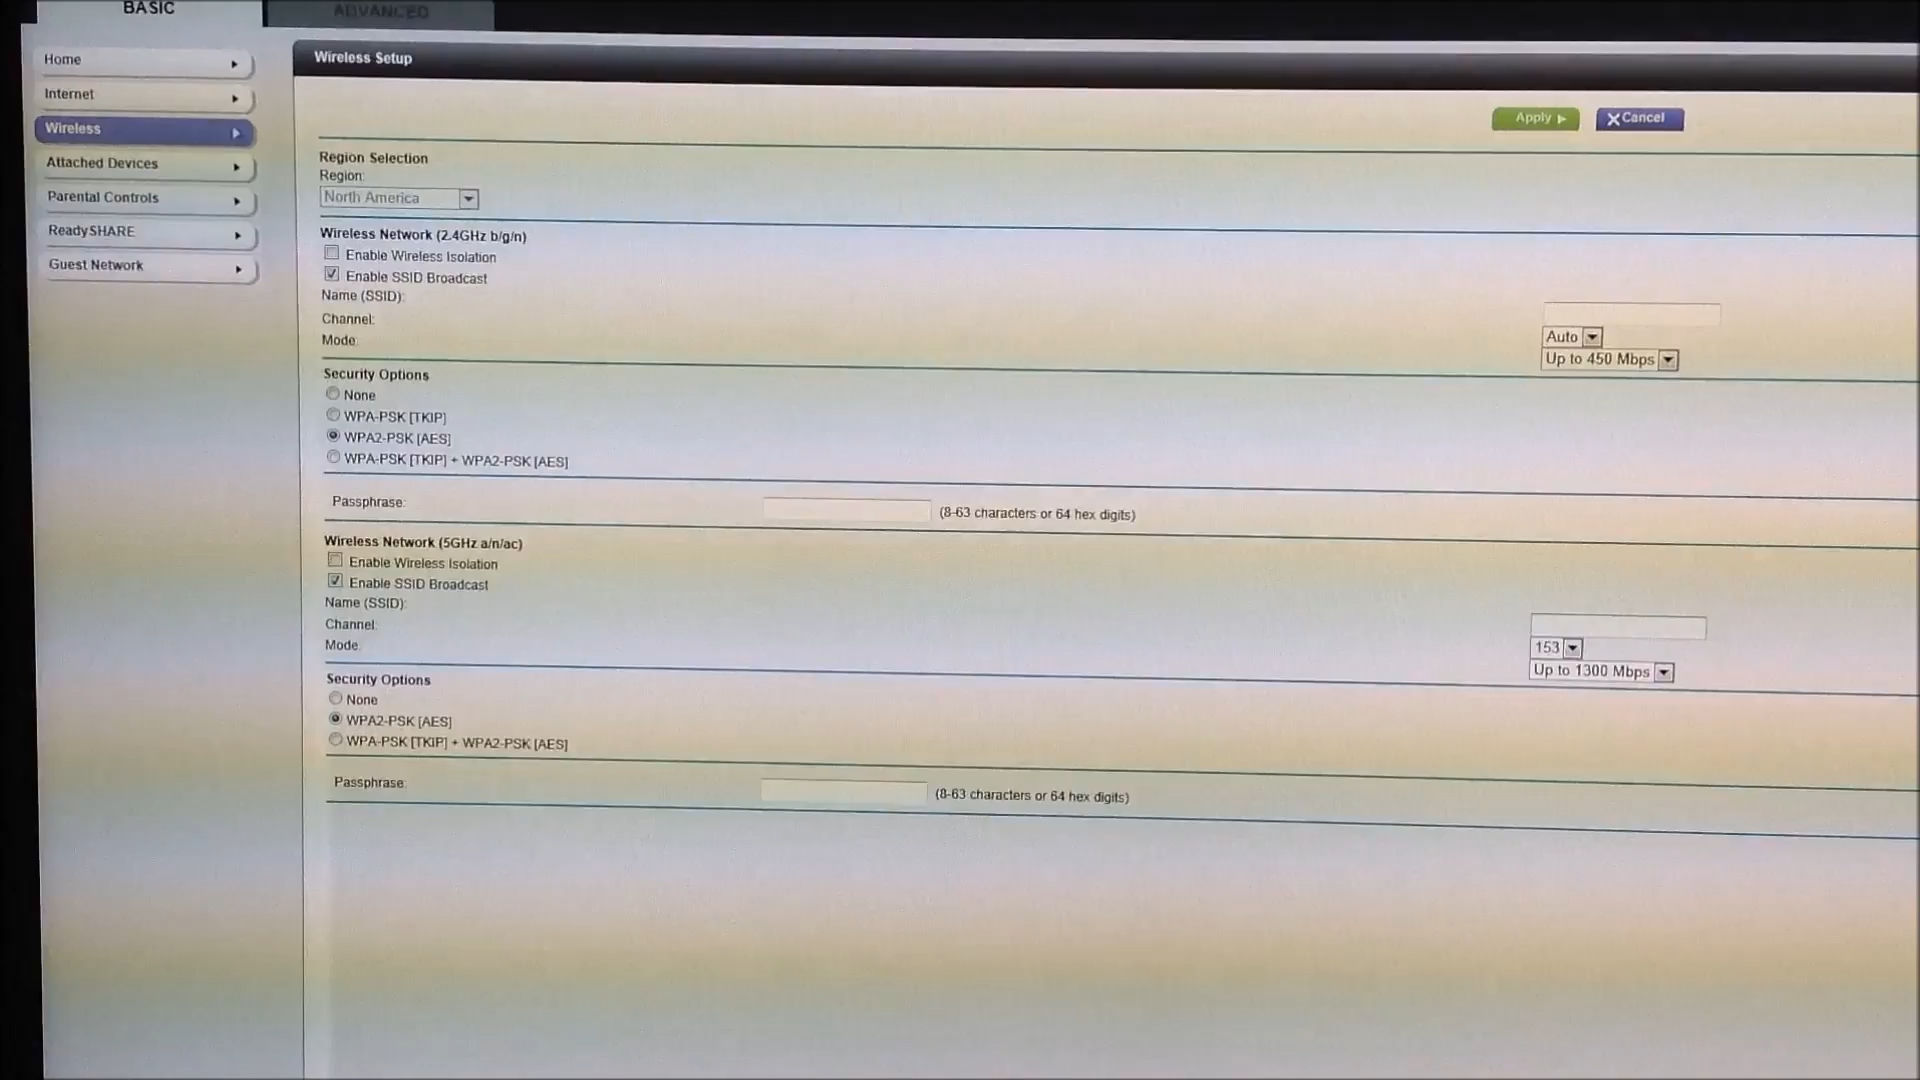 BASIC
ADVANCED
Home
Internet
Wireless
Attached Devices
Parental Controls
ReadySHARE
Guest Network
Wireless Setup
Apply
Cancel
Region Selection
Region:
North America
Wireless Network (2.4GHz b/g/n)
Enable Wireless Isolation
Enable SSID Broadcast
Name (SSID):
Channel:
Auto
Mode:
Up to 450 Mbps
Security Options
None
WPA-PSK [TKIP]
WPA2-PSK [AES]
WPA-PSK [TKIP] + WPA2-PSK [AES]
Passphrase: (8-63 characters or 64 hex digits)
Wireless Network (5GHz a/n/ac)
Enable Wireless Isolation
Enable SSID Broadcast
Name (SSID):
Channel:
153
Mode:
Up to 1300 Mbps
Security Options
None
WPA2-PSK [AES]
WPA-PSK [TKIP] + WPA2-PSK [AES]
Passphrase: (8-63 characters or 64 hex digits)